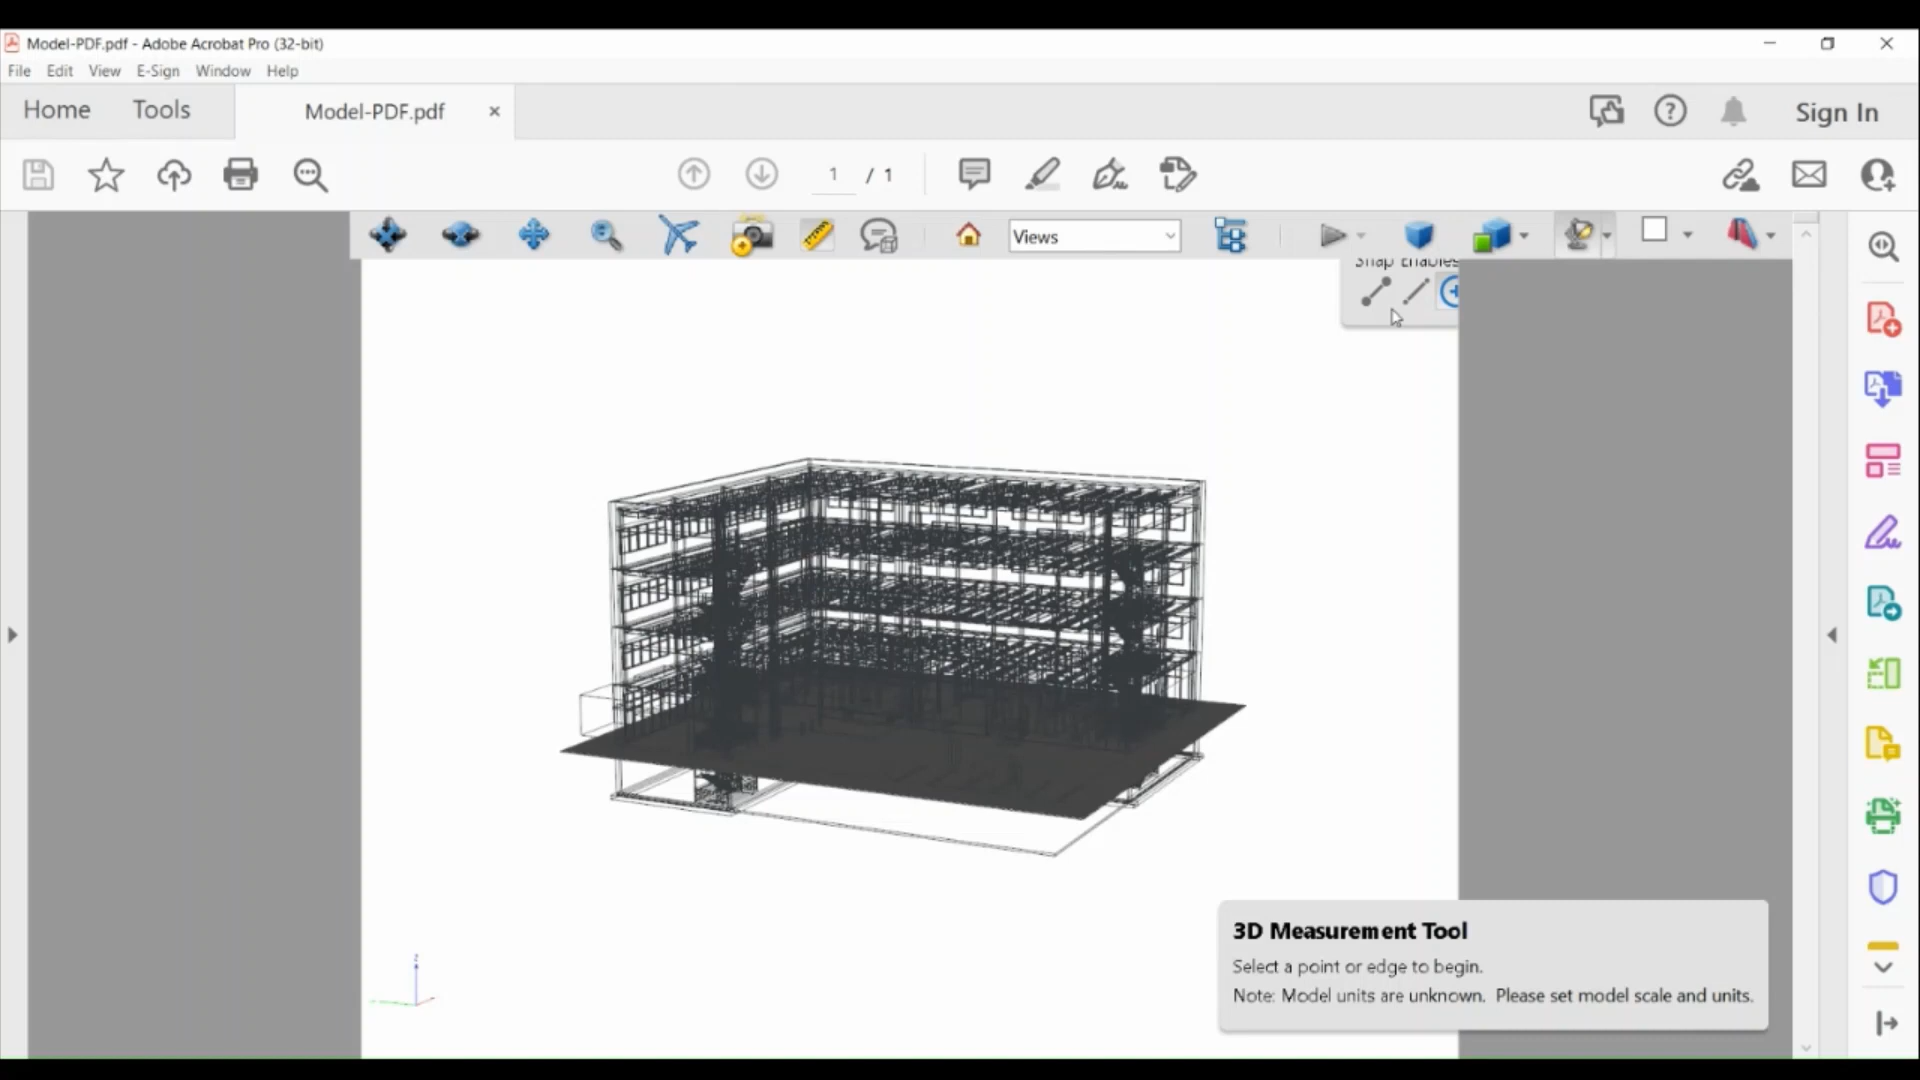 Model-PDF.pdf - Adobe Acrobat Pro (32-bit)
File Edit View E-Sign Window Help
Home Tools Model-PDF.pdf Sign In
1 / 1
Views
Snap Enables
3D Measurement Tool
Select a point or edge to begin.
Note: Model units are unknown. Please set model scale and units.
z